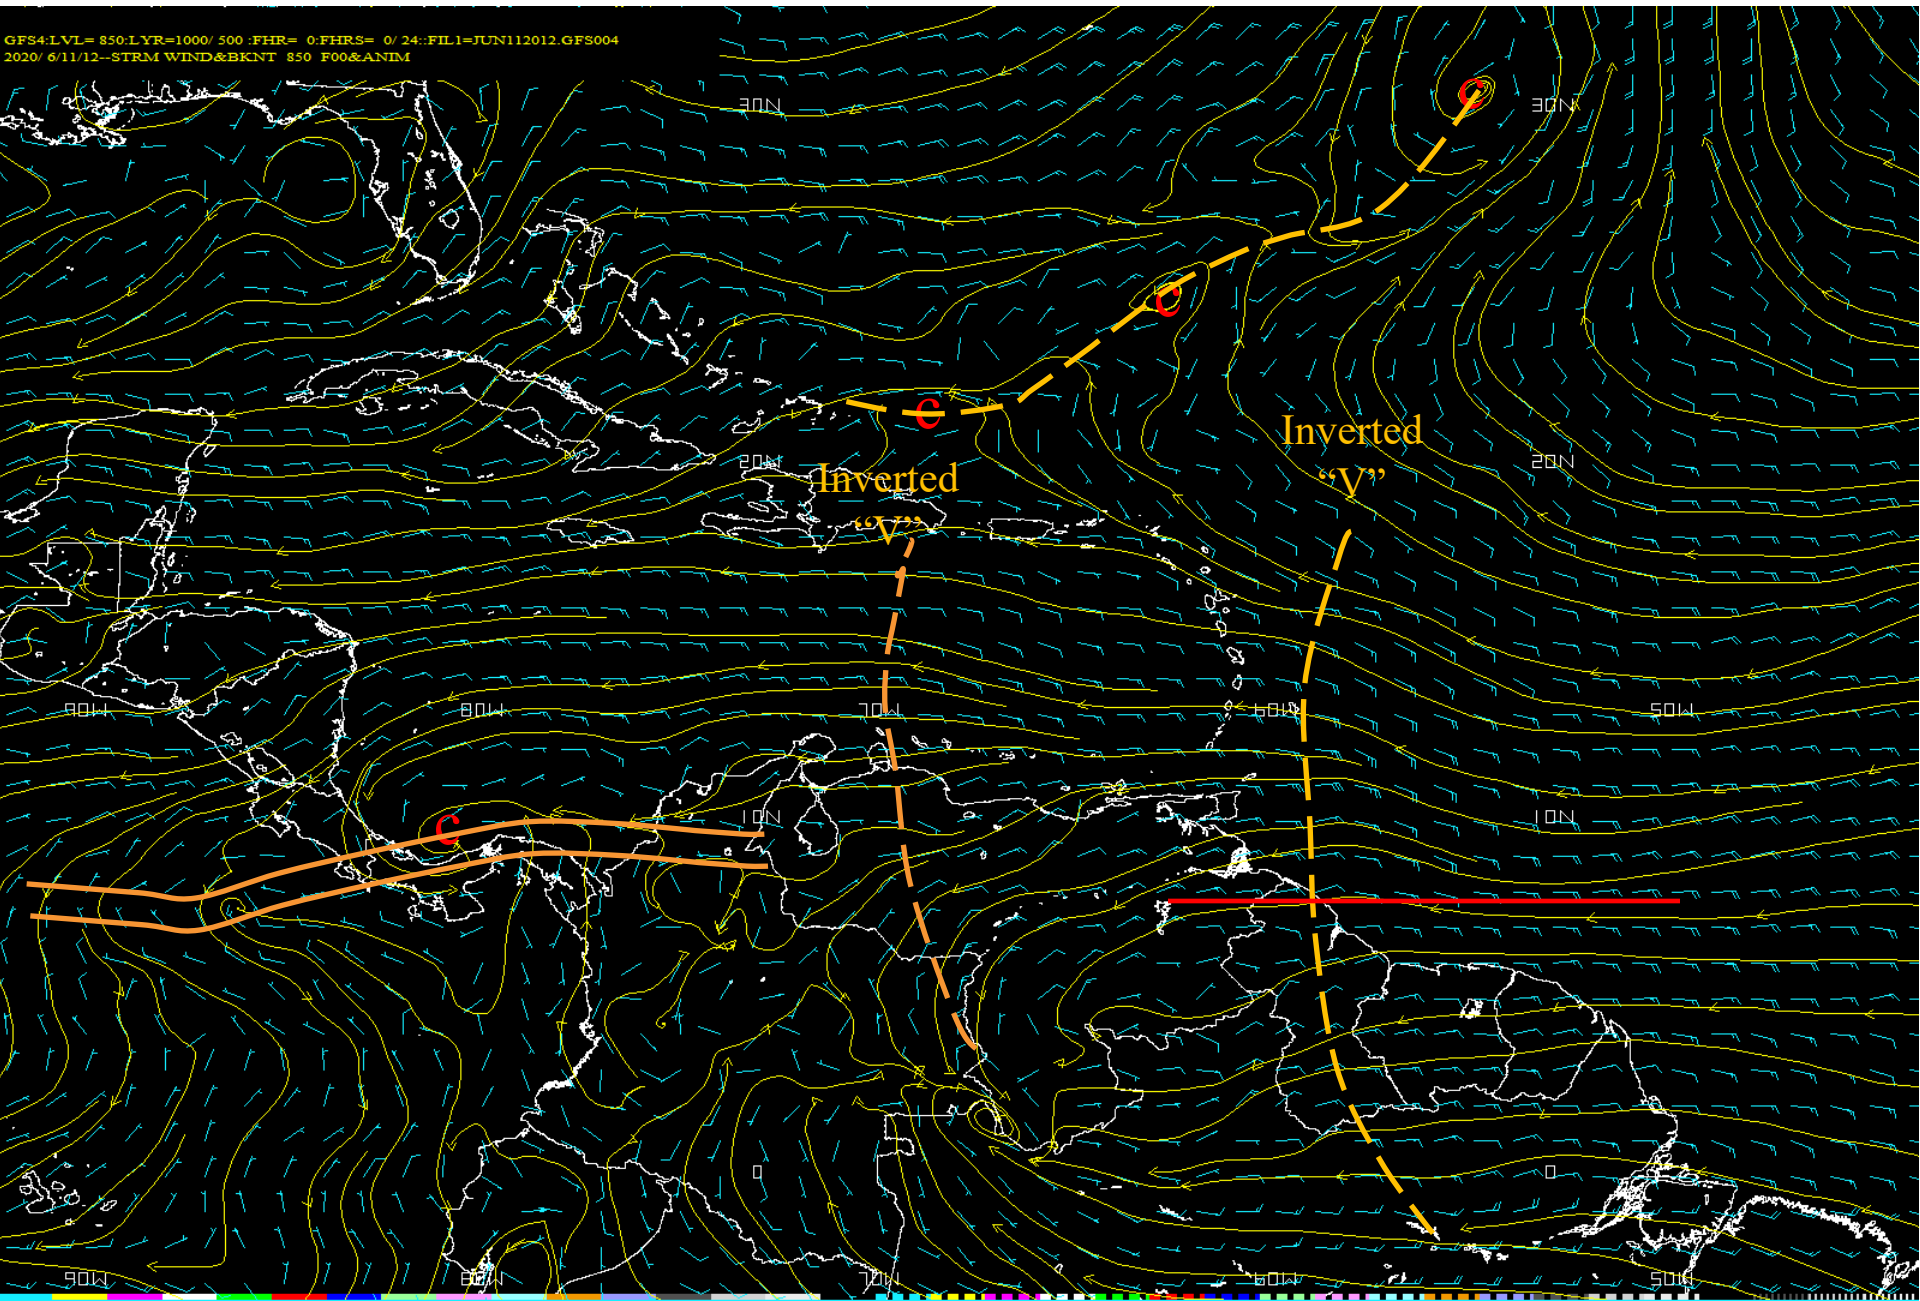 GFS4:LVL= 850:LYR=1000/ 500 :FHR= 0:FHRS= 0/ 24::FIL1=JUN112012.GFS004
2020/ 6/11/12--STRM WIND&BKNT 850 F00&ANIM
30N
30N
C
C
C
20N
20N
Inverted
“V”
Inverted
“V”
90W
80W
70W
60W
50W
C
10N
10N
0
0
90W
80W
70W
60W
50W